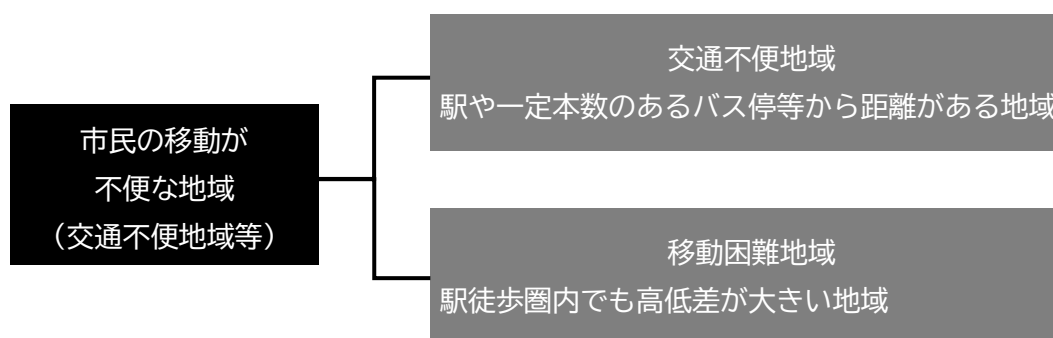 市民の移動が
不便な地域
（交通不便地域等）
交通不便地域
駅や一定本数のあるバス停等から距離がある地域
移動困難地域
駅徒歩圏内でも高低差が大きい地域